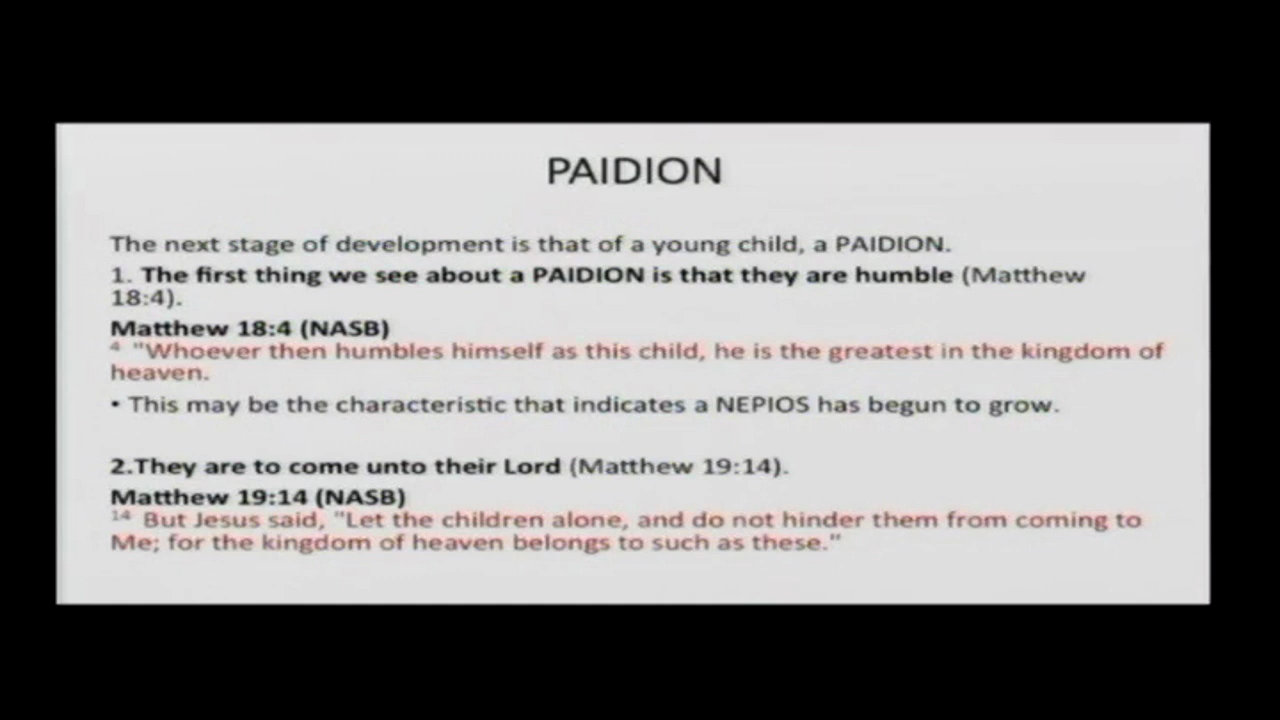 PAIDION
The next stage of development is that of a young child, a PAIDION.
1. The first thing we see about a PAIDION is that they are humble (Matthew
18:4).
Matthew 18:4 (NASB)
4 "Whoever then humbles himself as this child, he is the greatest in the kingdom of
heaven.
• This may be the characteristic that indicates a NEPIOS has begun to grow.
2.They are to come unto their Lord (Matthew 19:14).
Matthew 19:14 (NASB)
14 But Jesus said, "Let the children alone, and do not hinder them from coming to
Me; for the kingdom of heaven belongs to such as these."